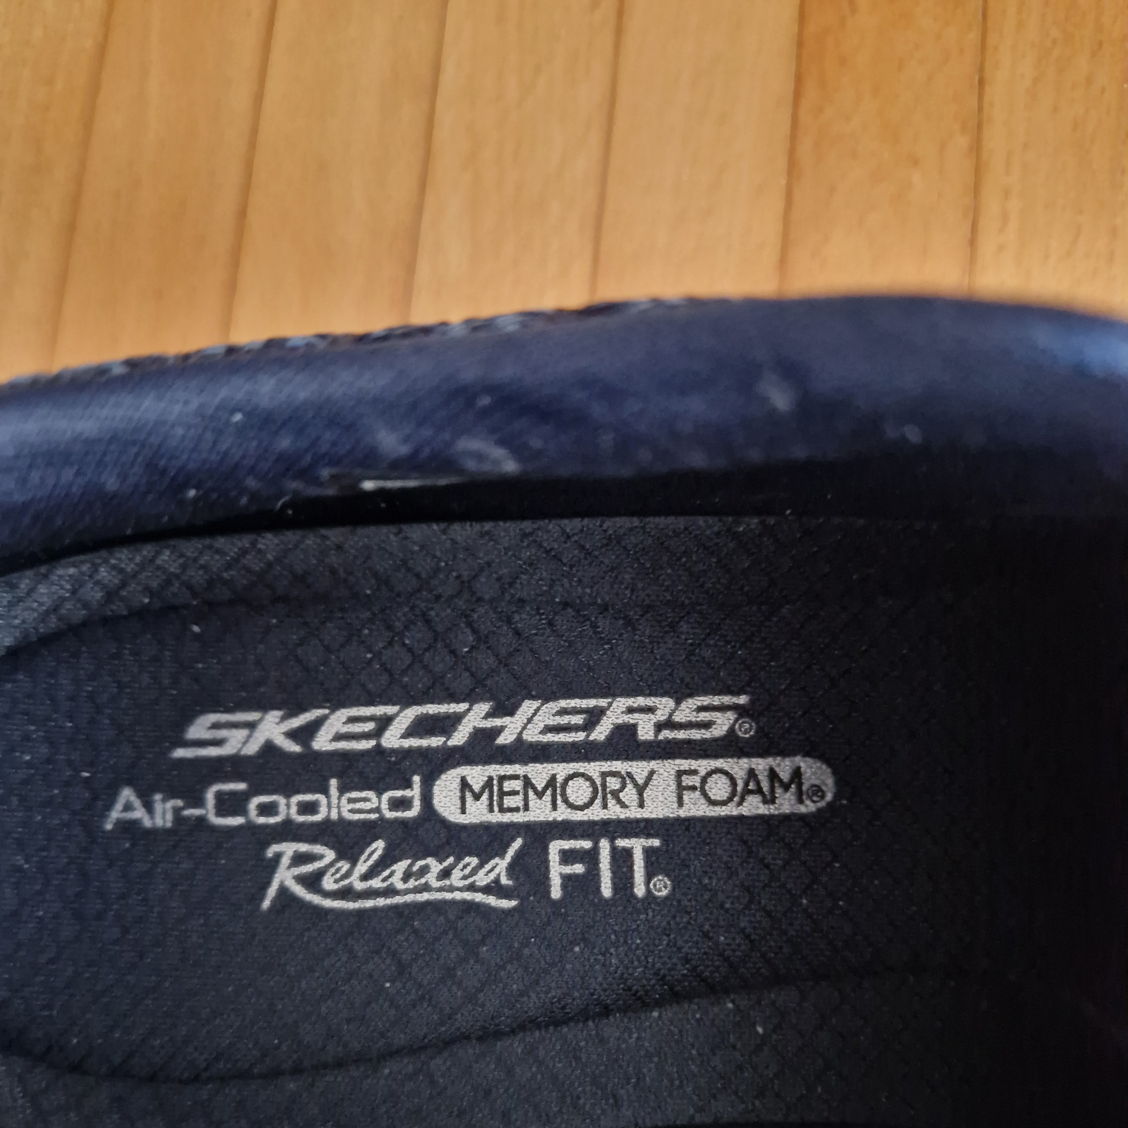 SKECHERS®
Air-Cooled MEMORY FOAM®
Relaxed FIT®